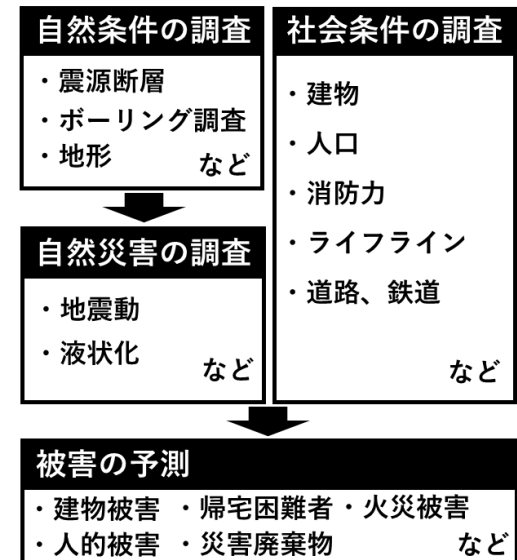 自然条件の調査
・震源断層
・ボーリング調査
・地形
など
自然災害の調査
・地震動
・液状化
など
社会条件の調査
・建物
・人口
・消防力
・ライフライン
・道路、鉄道
など
被害の予測
・建物被害 ・帰宅困難者・火災被害
・人的被害 ・災害廃棄物 など